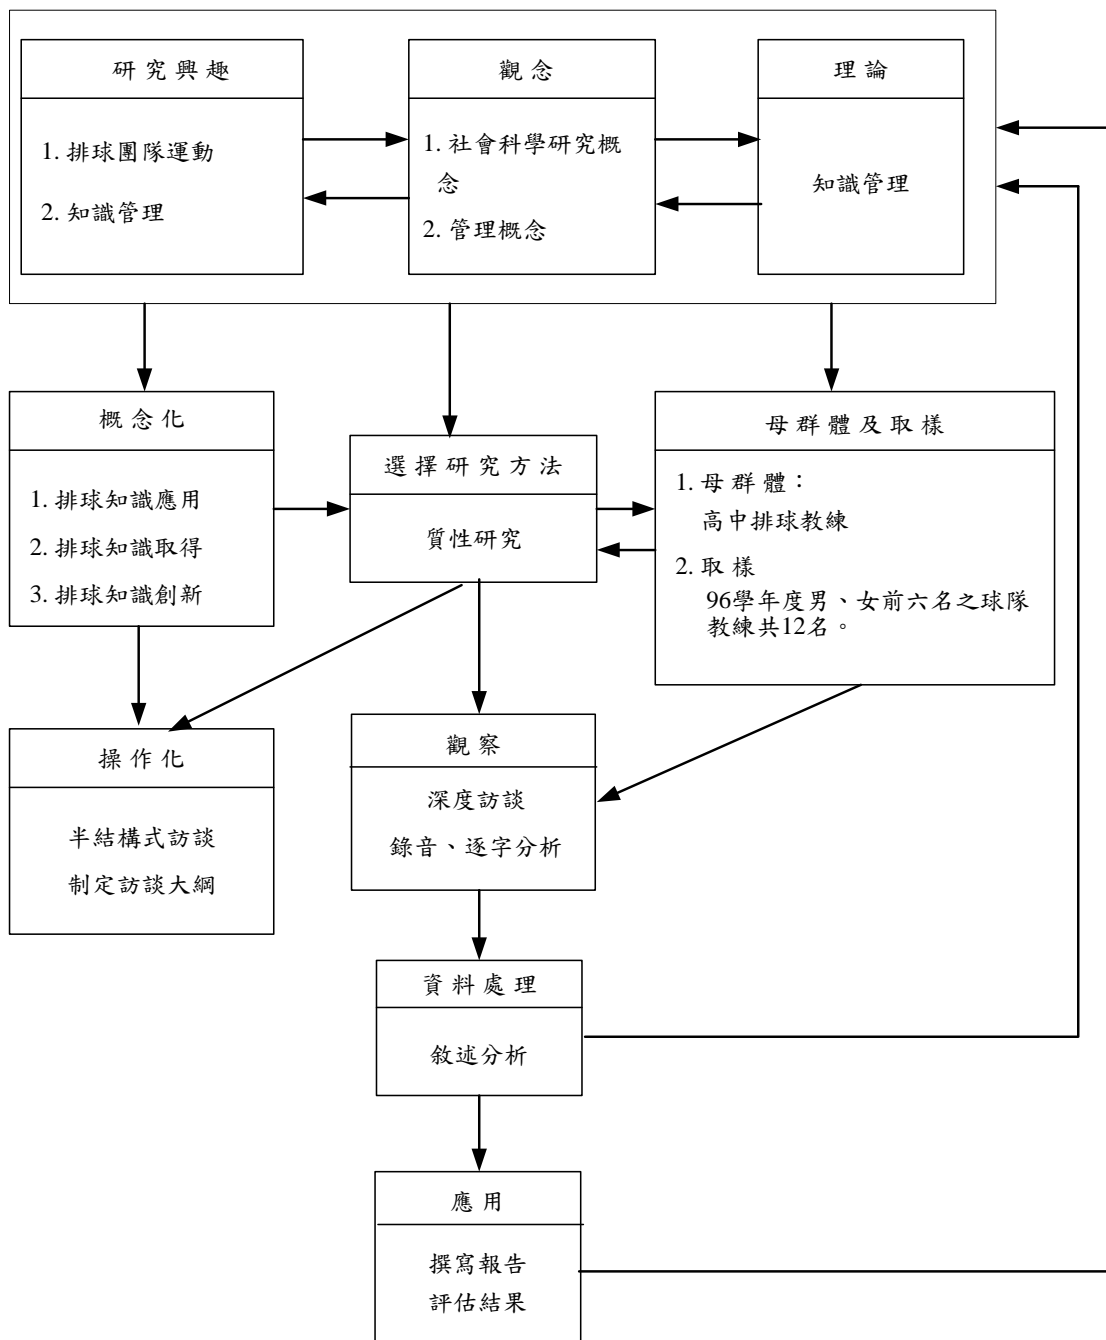 研究興趣
1. 排球團隊運動
2. 知識管理
觀念
1. 社會科學研究概
念
2. 管理概念
理論
知識管理
概念化
1. 排球知識應用
2. 排球知識取得
3. 排球知識創新
選擇研究方法
質性研究
母群體及取樣
1. 母群體：
高中排球教練
2. 取樣
96學年度男、女前六名之球隊
教練共12名。
操作化
半結構式訪談
制定訪談大綱
觀察
深度訪談
錄音、逐字分析
資料處理
敘述分析
應用
撰寫報告
評估結果